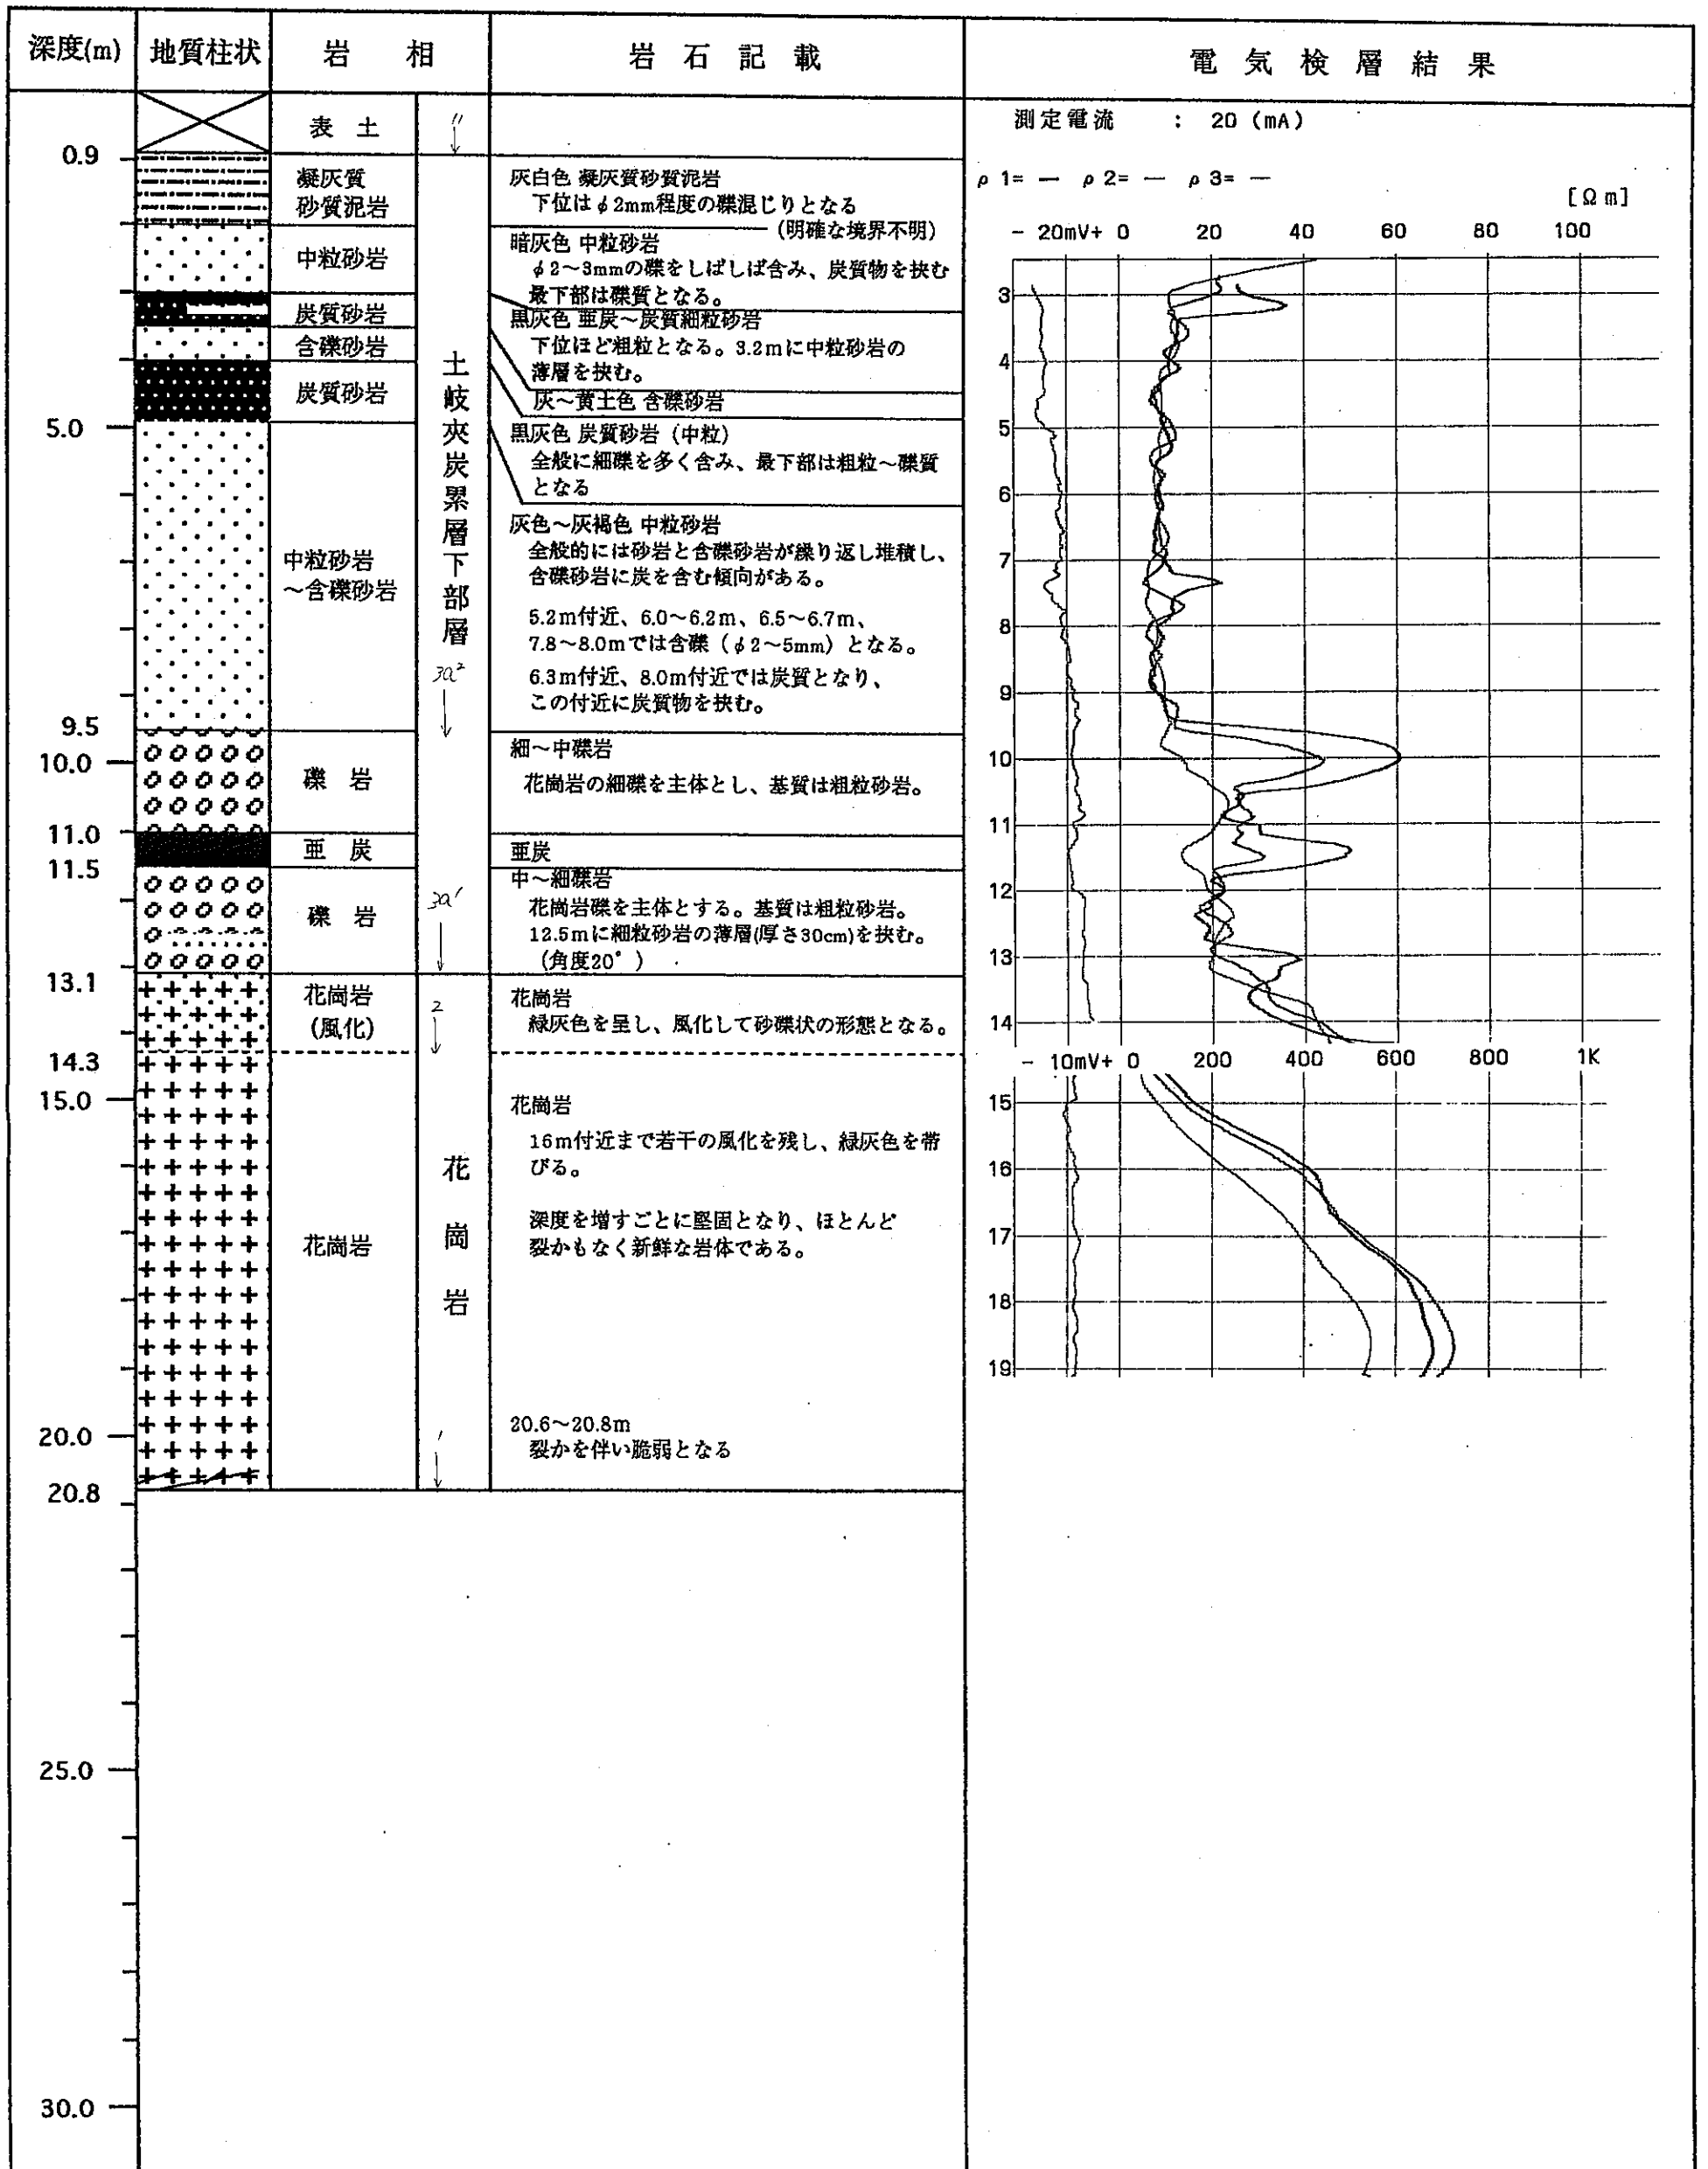 深度(m) 地質柱状 岩 相 岩 石 記 載 電 気 検 層 結 果
表 土 11
測定電流 : 20 (mA)
0.9
凝灰質
砂質泥岩
灰白色 凝灰質砂質泥岩
下位はφ2mm程度の礫混じりとなる
(明確な境界不明)
ρ 1= — ρ 2= — ρ 3= —
[Ωm]
- 20mV+ 0 20 40 60 80 100
中粒砂岩
暗灰色 中粒砂岩
φ2～3mmの礫をしばしば含み、炭質物を挟む
最下部は礫質となる。
炭質砂岩
黒灰色 亜炭～炭質細粒砂岩
下位ほど粗粒となる。3.2mに中粒砂岩の
薄層を挟む。
含礫砂岩
灰～黄土色 含礫砂岩
炭質砂岩
5.0
黒灰色 炭質砂岩（中粒）
全般に細礫を多く含み、最下部は粗粒～礫質
となる
土岐夾炭累層下部層
中粒砂岩
～含礫砂岩
灰色～灰褐色 中粒砂岩
全般的には砂岩と含礫砂岩が繰り返し堆積し、
含礫砂岩に炭を含む傾向がある。
5.2m付近、6.0～6.2m、6.5～6.7m、
7.8～8.0mでは含礫（φ2～5mm）となる。
6.3m付近、8.0m付近では炭質となり、
この付近に炭質物を挟む。
3a²
9.5
10.0
礫 岩
細～中礫岩
花崗岩の細礫を主体とし、基質は粗粒砂岩。
11.0
亜 炭
亜炭
11.5
礫 岩
3a'
中～細礫岩
花崗岩礫を主体とする。基質は粗粒砂岩。
12.5mに細粒砂岩の薄層(厚さ30cm)を挟む。
(角度20°)
13.1
花崗岩
(風化)
2
花崗岩
緑灰色を呈し、風化して砂礫状の形態となる。
14.3
15.0
花崗岩
花崗岩
花崗岩
16m付近まで若干の風化を残し、緑灰色を帯
びる。
深度を増すごとに堅固となり、ほとんど
裂かもなく新鮮な岩体である。
20.0
1
20.6～20.8m
裂かを伴い脆弱となる
20.8
25.0
30.0
3
4
5
6
7
8
9
10
11
12
13
14
- 10mV+ 0 200 400 600 800 1K
15
16
17
18
19